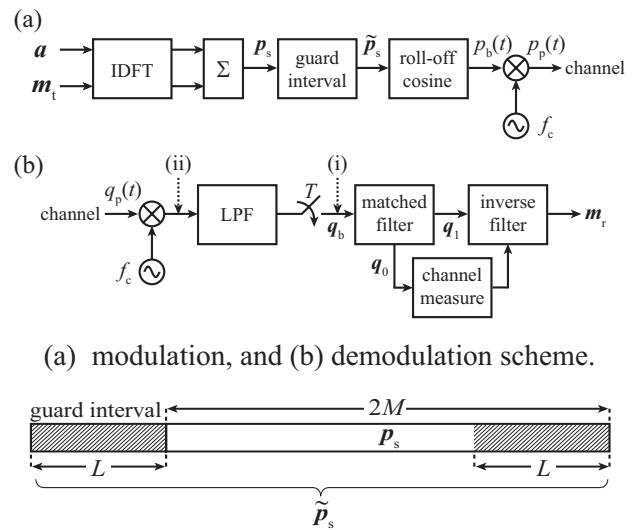 (a)
a
m_t
IDFT
Σ
p_s
guard interval
p̃_s
roll-off cosine
p_b(t)
p_p(t)
channel
f_c
(b)
channel
q_p(t)
(ii)
f_c
LPF
T
(i)
q_b
matched filter
q_0
q_1
channel measure
inverse filter
m_r
(a) modulation, and (b) demodulation scheme.
guard interval
2M
p_s
L
L
p̃_s